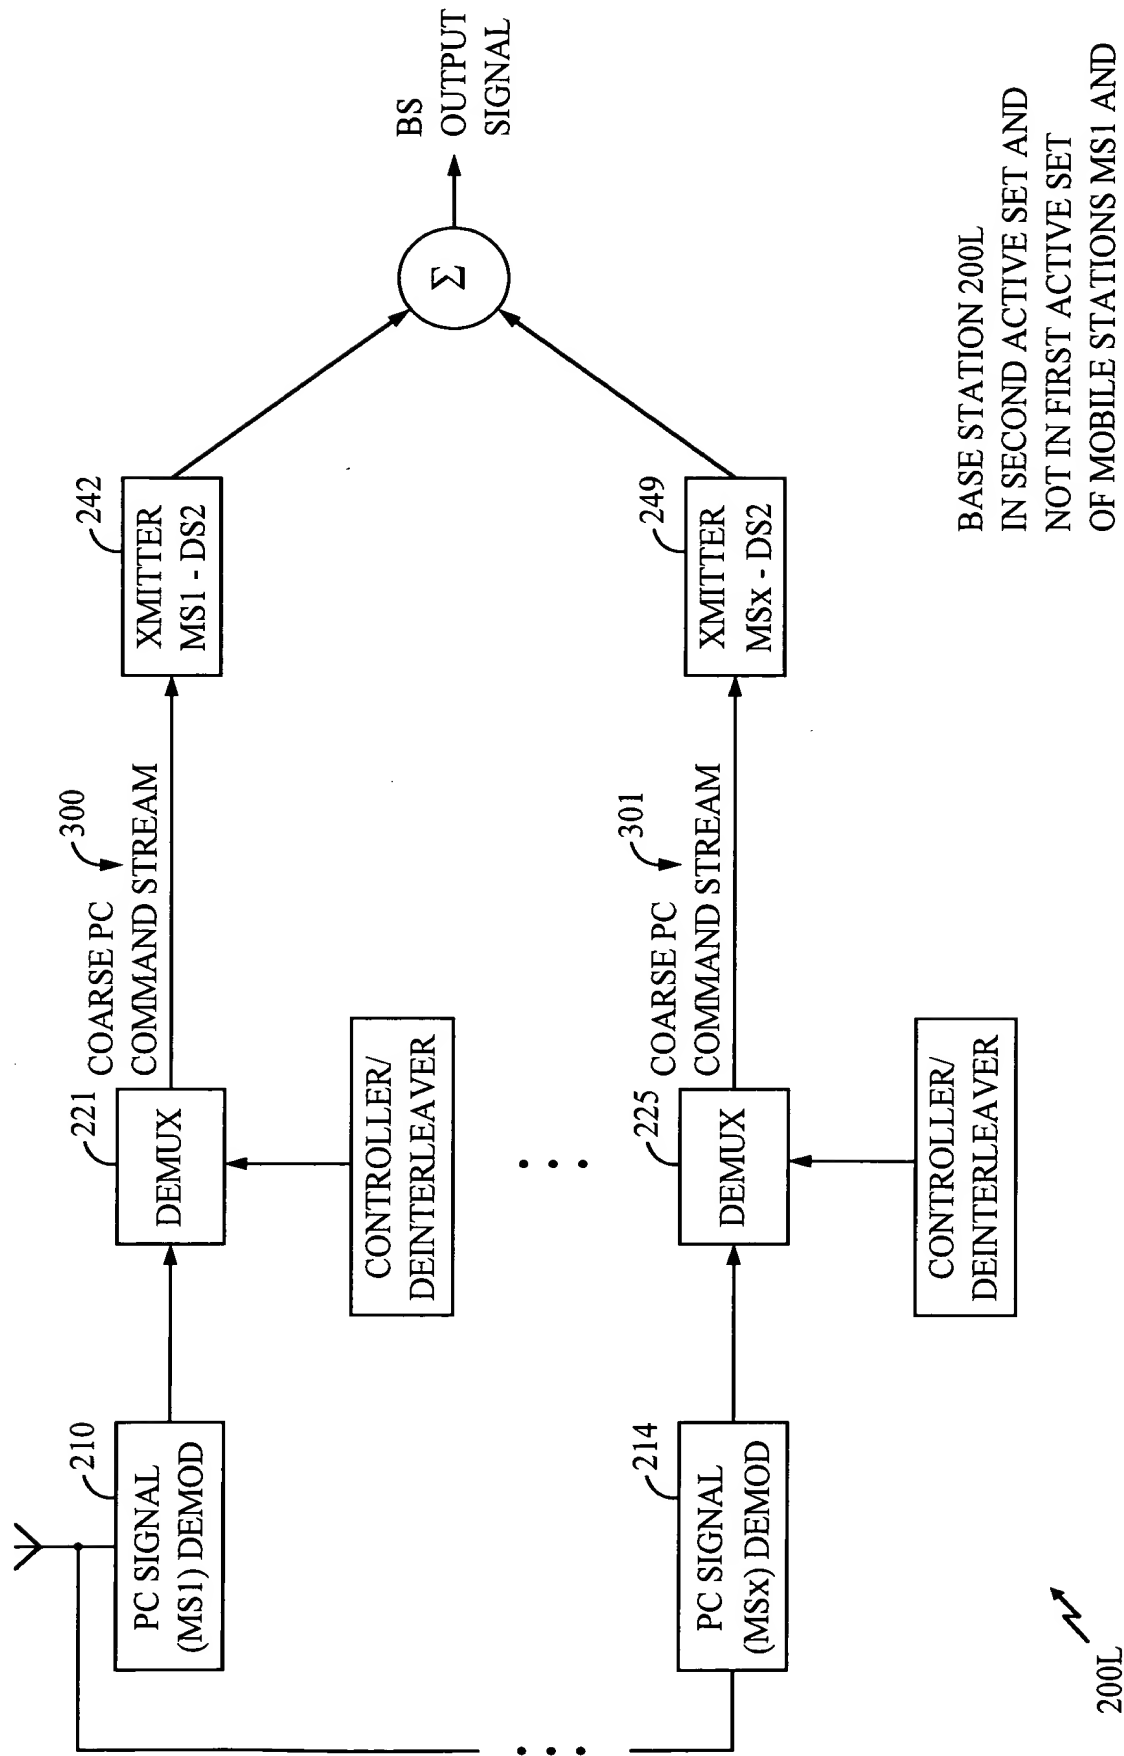 210
PC SIGNAL
(MS1) DEMOD
221
DEMUX
CONTROLLER/
DEINTERLEAVER
COARSE PC
COMMAND STREAM
300
242
XMITTER
MS1 - DS2
Σ
BS
OUTPUT
SIGNAL
214
PC SIGNAL
(MSx) DEMOD
225
DEMUX
CONTROLLER/
DEINTERLEAVER
COARSE PC
COMMAND STREAM
301
249
XMITTER
MSx - DS2
200L
BASE STATION 200L
IN SECOND ACTIVE SET AND
NOT IN FIRST ACTIVE SET
OF MOBILE STATIONS MS1 AND